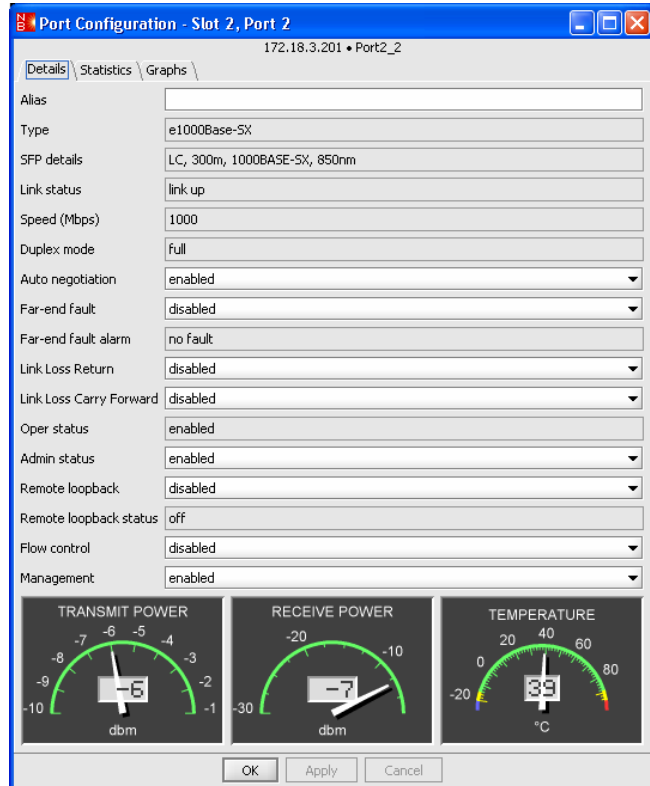 NB Port Configuration - Slot 2, Port 2
172.18.3.201 • Port2_2
Details Statistics Graphs
Alias
Type e1000Base-SX
SFP details LC, 300m, 1000BASE-SX, 850nm
Link status link up
Speed (Mbps) 1000
Duplex mode full
Auto negotiation enabled
Far-end fault disabled
Far-end fault alarm no fault
Link Loss Return disabled
Link Loss Carry Forward disabled
Oper status enabled
Admin status enabled
Remote loopback disabled
Remote loopback status off
Flow control disabled
Management enabled
TRANSMIT POWER
-10 -9 -8 -7 -6 -5 -4 -3 -2 -1
-6
dbm
RECEIVE POWER
-30 -20 -10
-7
dbm
TEMPERATURE
-20 0 20 40 60 80
39
°C
OK Apply Cancel